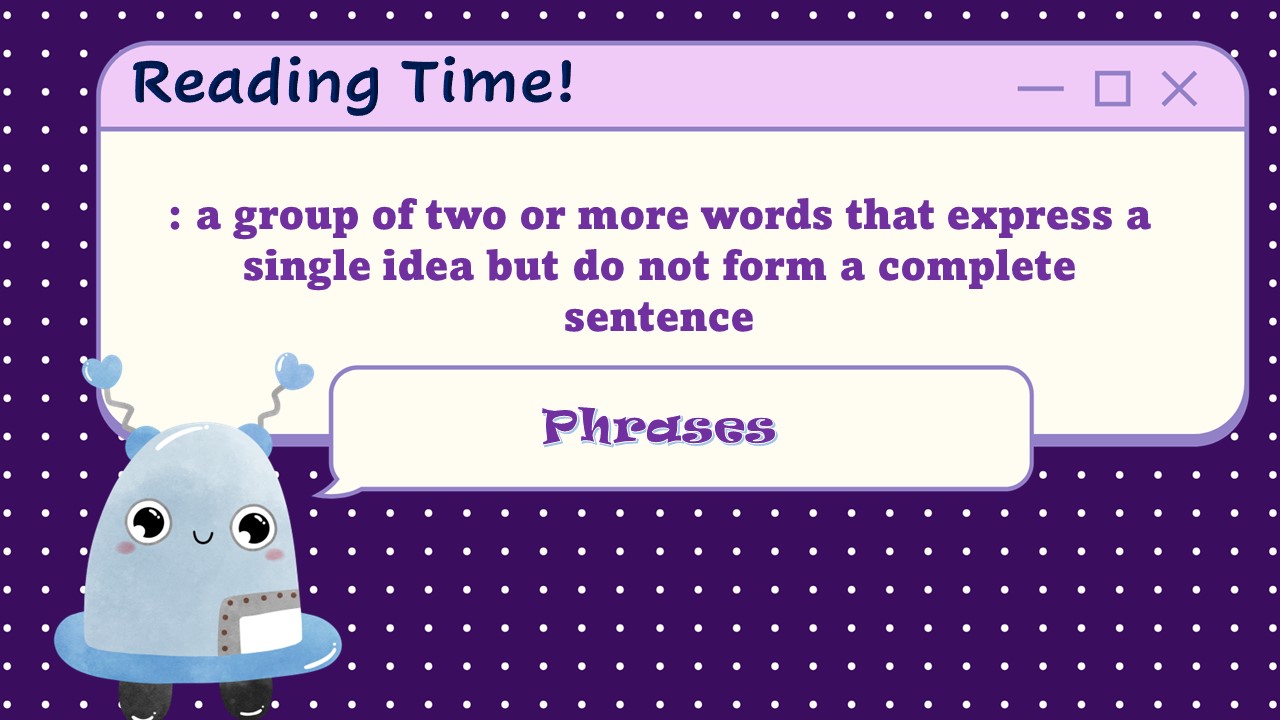 Reading Time!
: a group of two or more words that express a
single idea but do not form a complete
sentence
Phrases